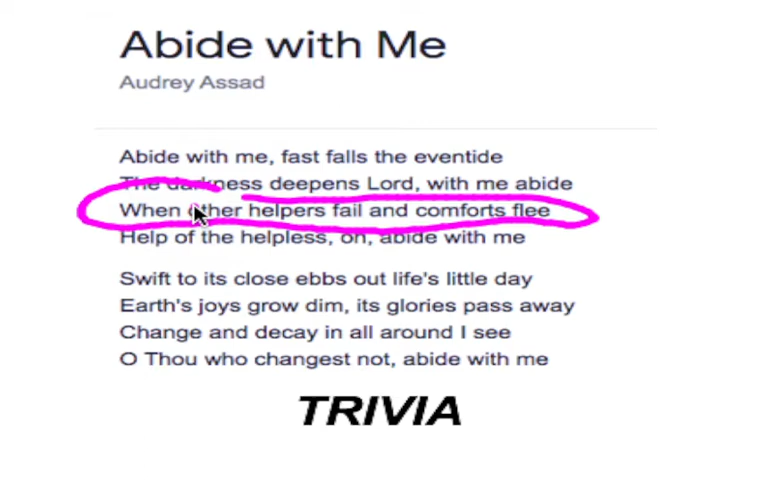 Abide with Me
Audrey Assad
Abide with me, fast falls the eventide
The darkness deepens Lord, with me abide
When other helpers fail and comforts flee
Help of the helpless, oh, abide with me
Swift to its close ebbs out life's little day
Earth's joys grow dim, its glories pass away
Change and decay in all around I see
O Thou who changest not, abide with me
TRIVIA